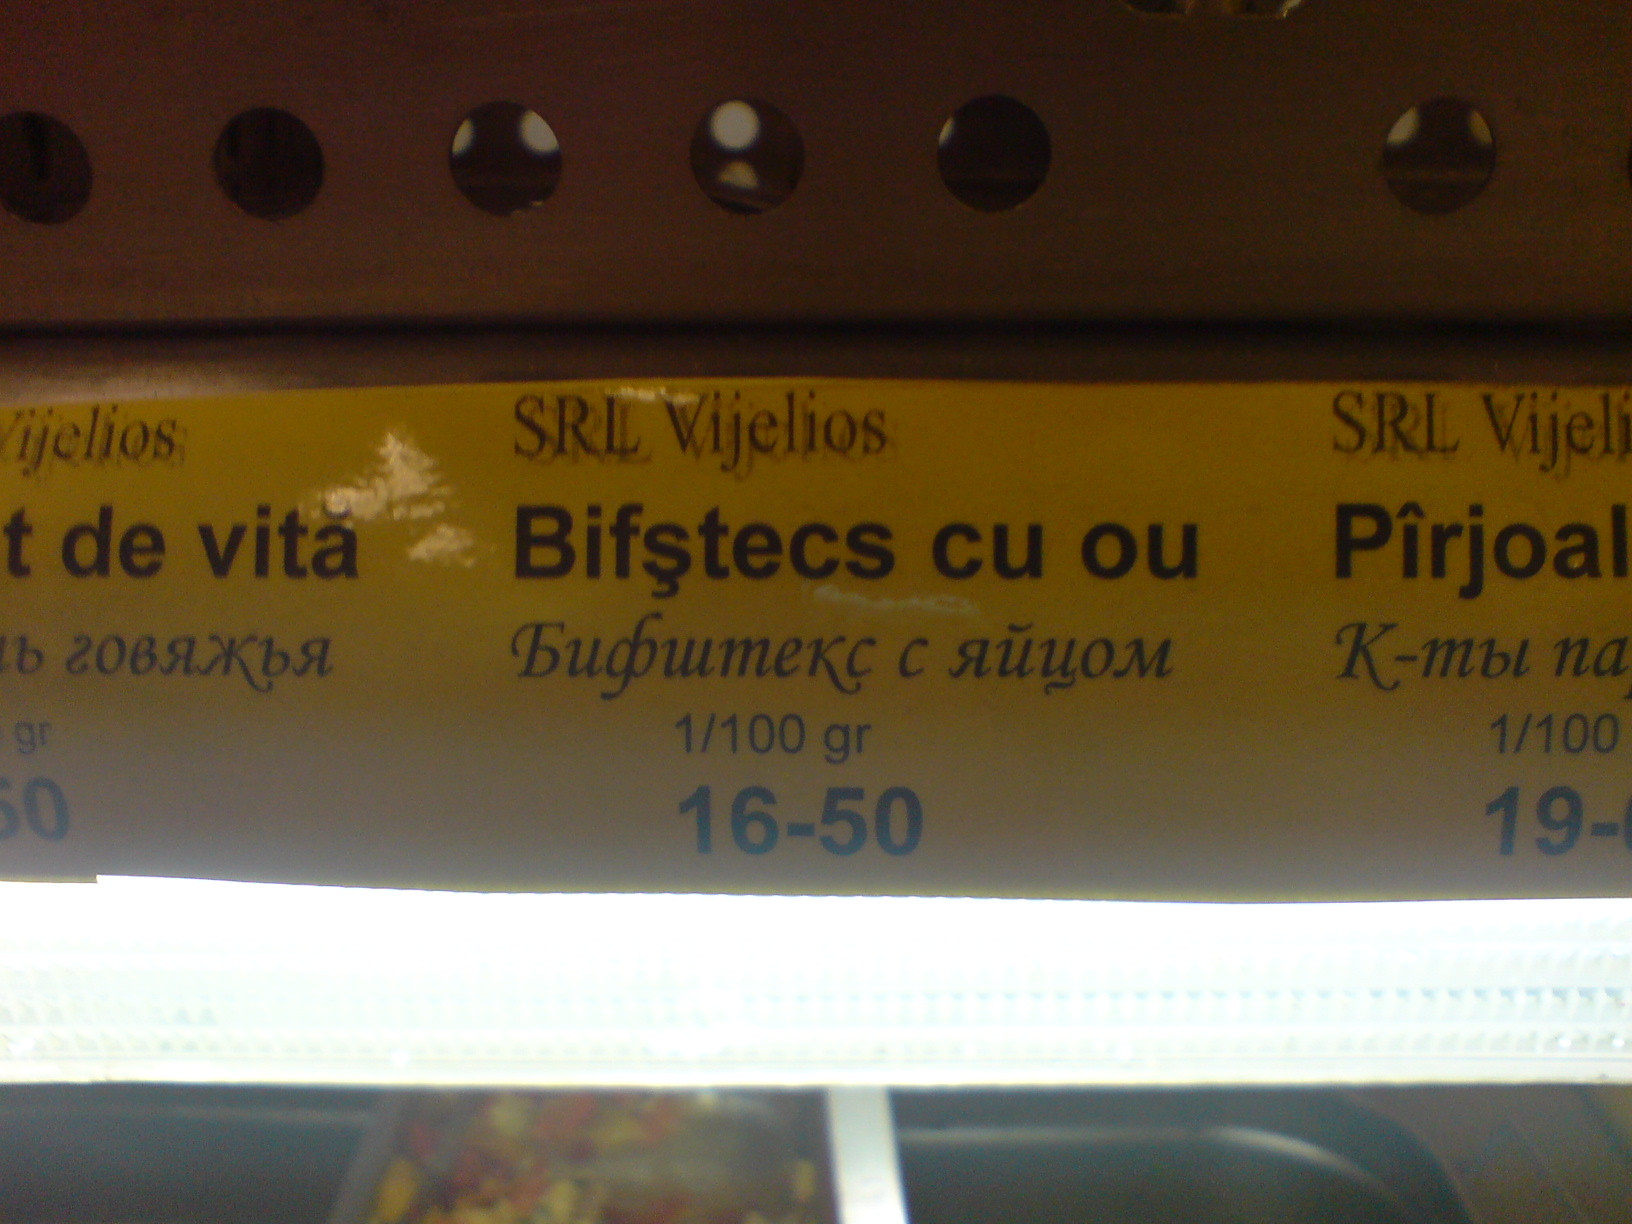 Vijelios
t de vită
ь говяжья
gr
50
SRL Vijelios
Bifştecs cu ou
Бифштекс с яйцом
1/100 gr
16-50
SRL Vijeli
Pîrjoal
К-ты па
1/100
19-